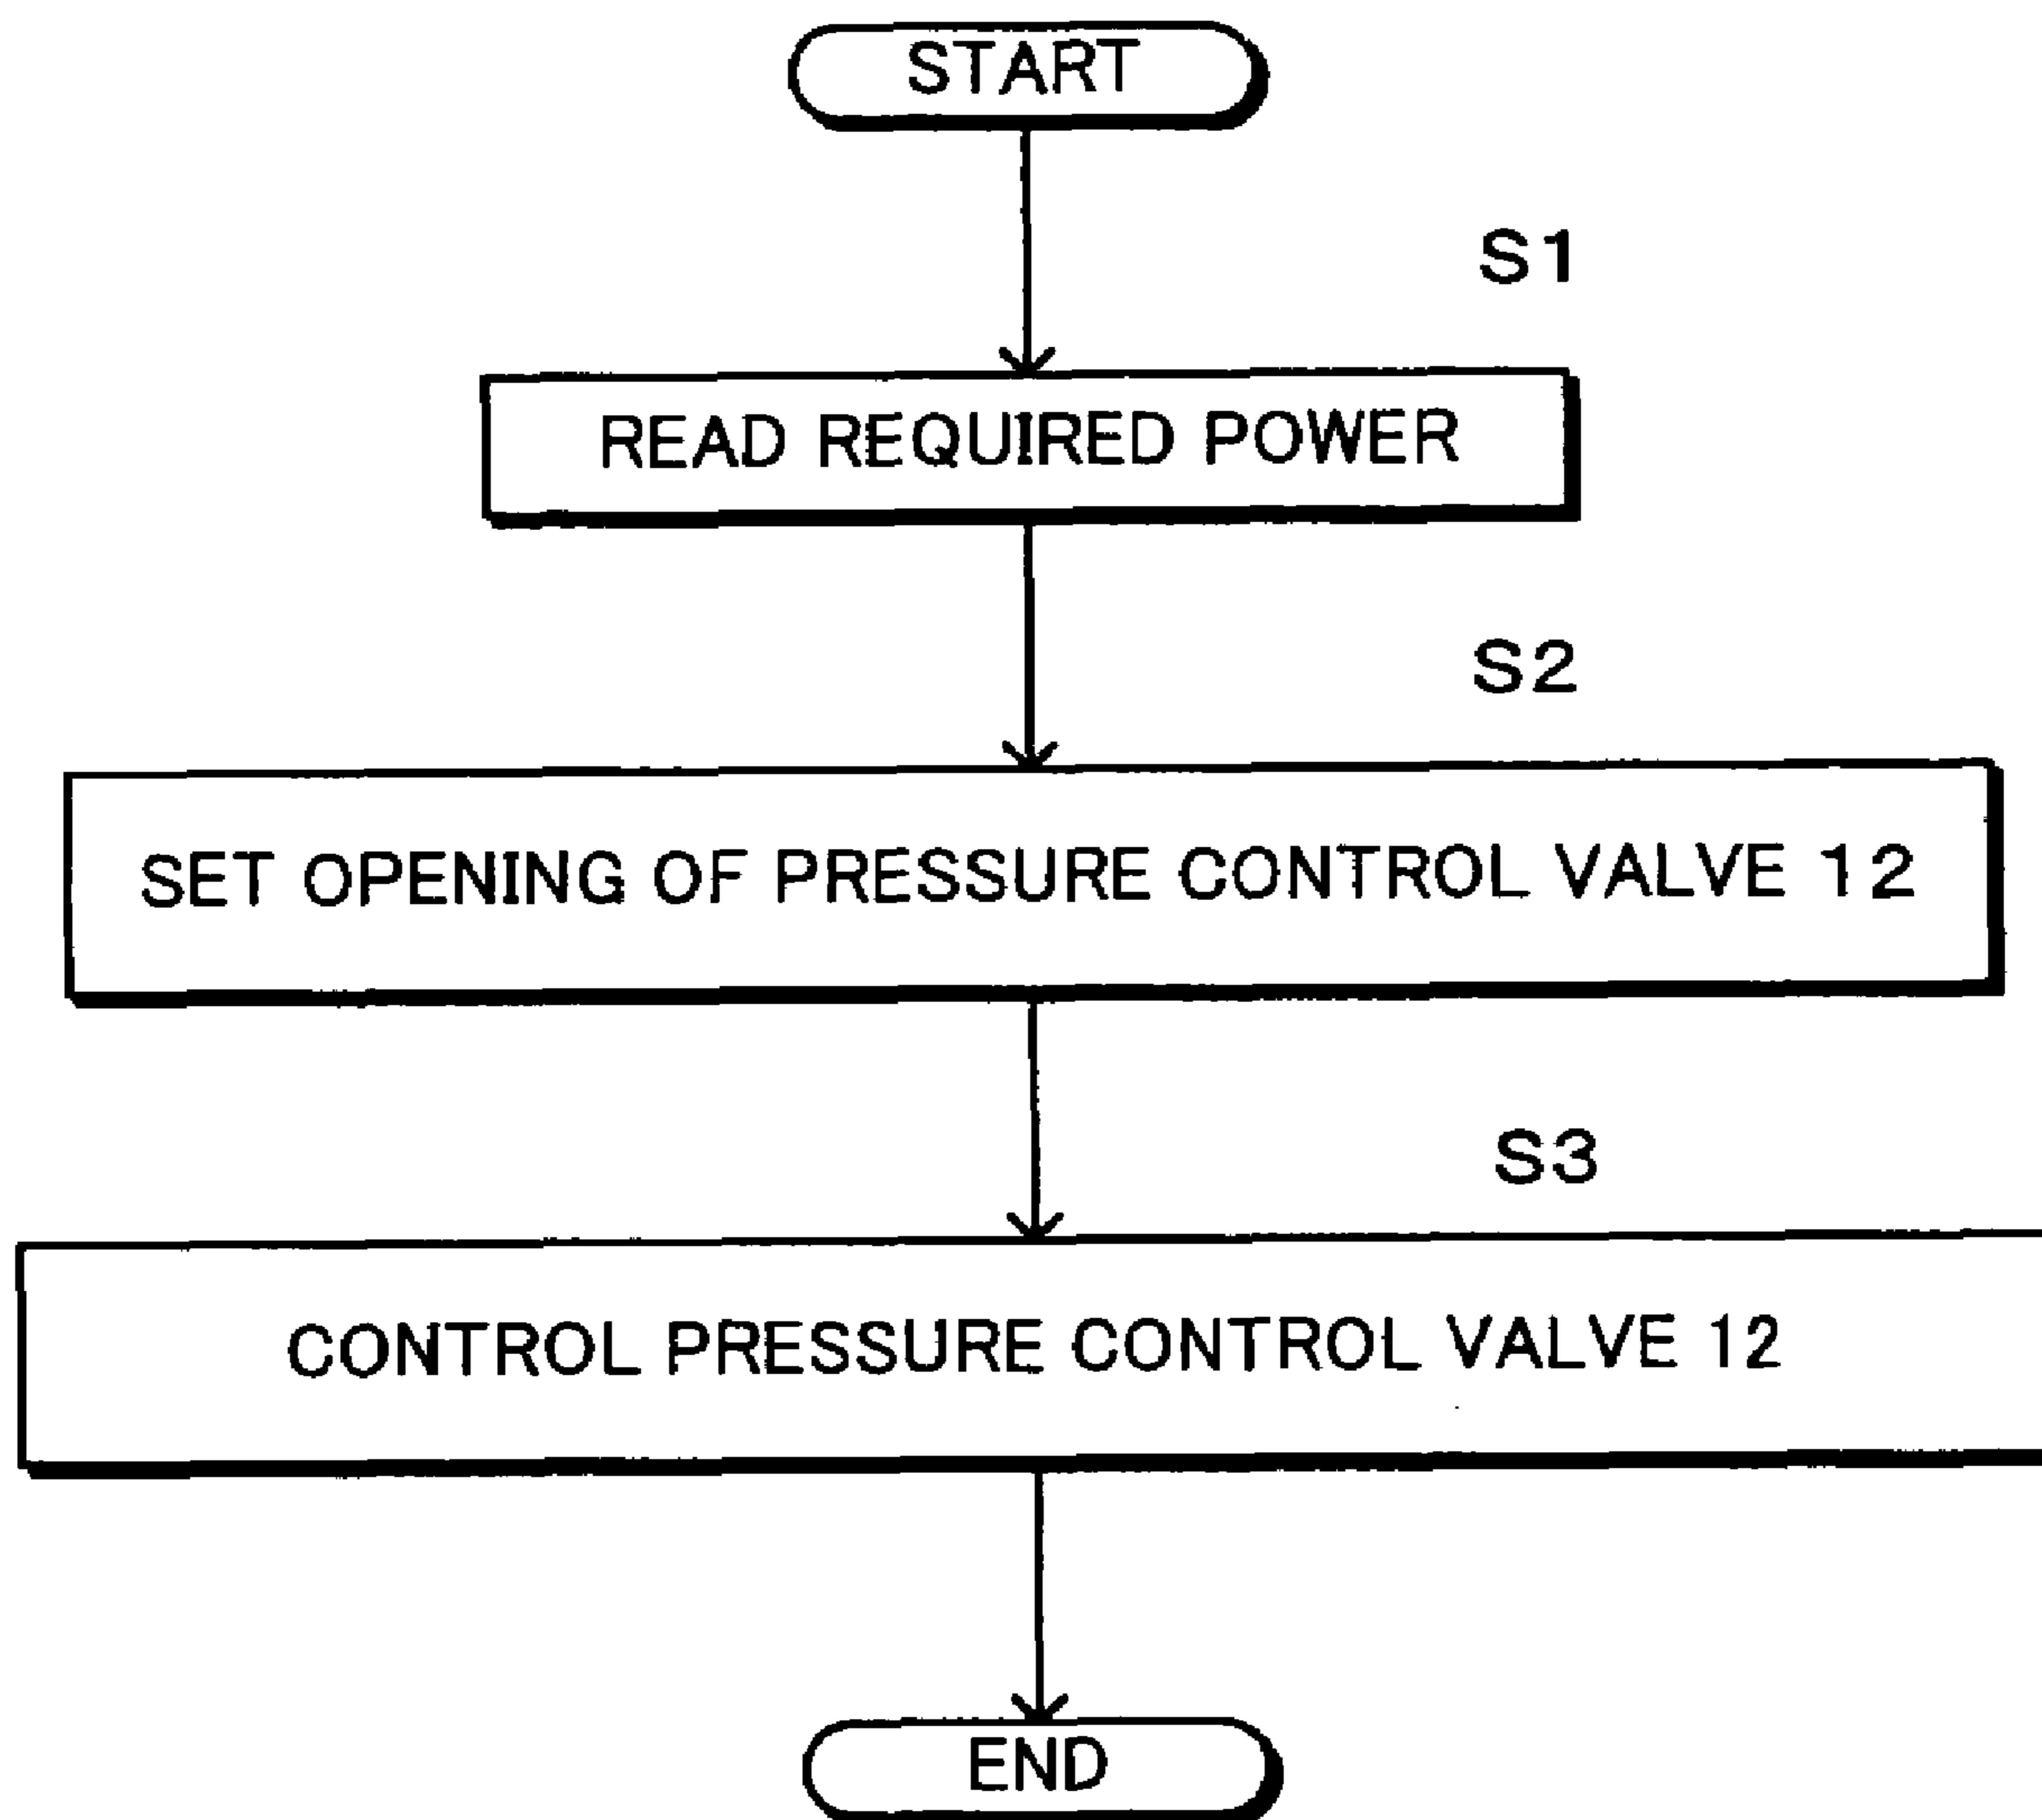 START
S1
READ REQUIRED POWER
S2
SET OPENING OF PRESSURE CONTROL VALVE 12
S3
CONTROL PRESSURE CONTROL VALVE 12
END